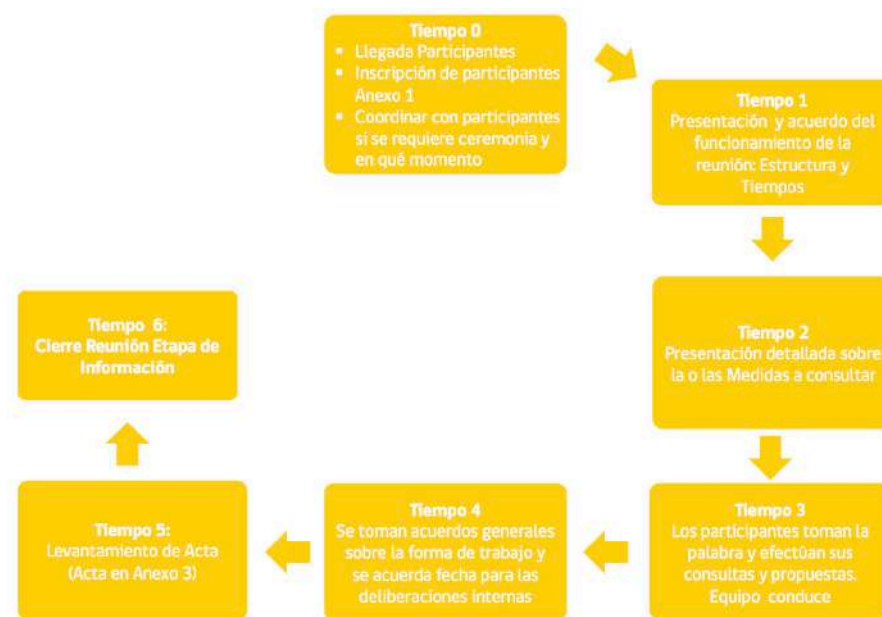 Tiempo 0
▪ Llegada Participantes
▪ Inscripción de participantes
Anexo 1
▪ Coordinar con participantes
si se requiere ceremonia y
en qué momento
Tiempo 1
Presentación y acuerdo del
funcionamiento de la
reunión: Estructura y
Tiempos
Tiempo 2
Presentación detallada sobre
la o las Medidas a consultar
Tiempo 3
Los participantes toman la
palabra y efectúan sus
consultas y propuestas.
Equipo conduce
Tiempo 4
Se toman acuerdos generales
sobre la forma de trabajo y
se acuerda fecha para las
deliberaciones internas
Tiempo 5:
Levantamiento de Acta
(Acta en Anexo 3)
Tiempo 6:
Cierre Reunión Etapa de
Información